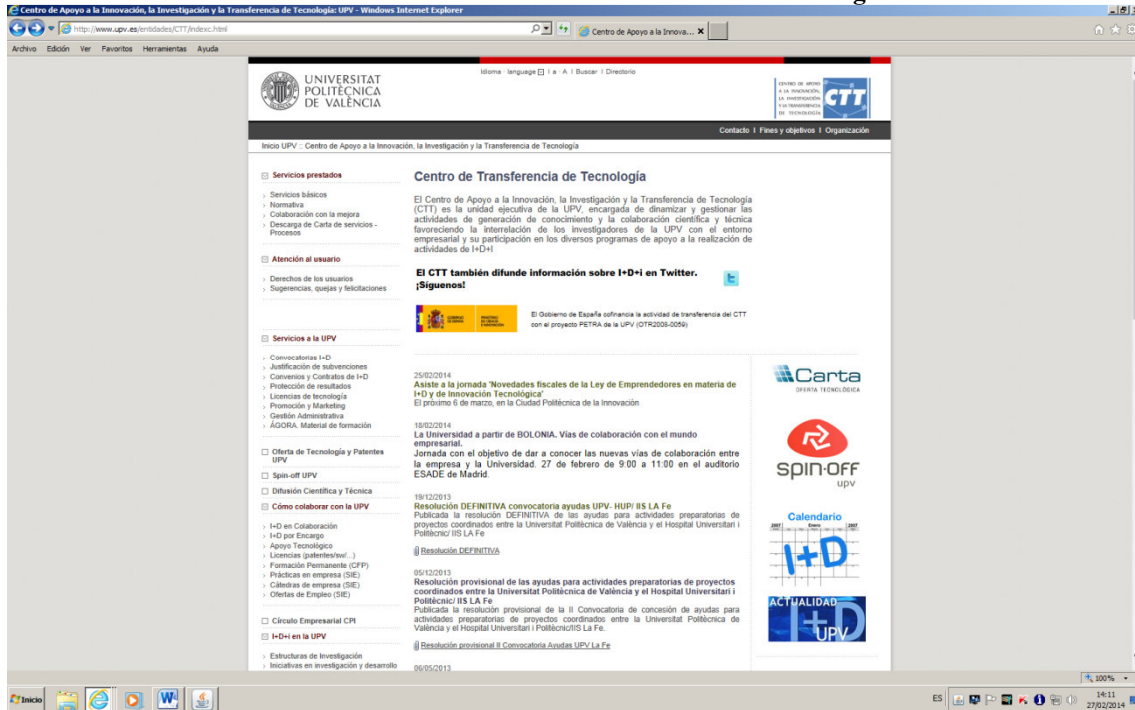 Centro de Apoyo a la Innovación, la Investigación y la Transferencia de Tecnología: UPV - Windows Internet Explorer
http://www.upv.es/entidades/CTT/indexc.html
Centro de Apoyo a la Innova...
Archivo Edición Ver Favoritos Herramientas Ayuda
UNIVERSITAT
POLITÈCNICA
DE VALÈNCIA
Idioma · language | a · A | Buscar | Directorio
CENTRO DE APOYO
A LA INNOVACIÓN,
LA INVESTIGACIÓN
Y LA TRANSFERENCIA
DE TECNOLOGÍA
CTT
Contacto | Fines y objetivos | Organización
Inicio UPV :: Centro de Apoyo a la Innovación, la Investigación y la Transferencia de Tecnología
Servicios prestados
Servicios básicos
Normativa
Colaboración con la mejora
Descarga de Carta de servicios -
Procesos
Atención al usuario
Derechos de los usuarios
Sugerencias, quejas y felicitaciones
Servicios a la UPV
Convocatorias I+D
Justificación de subvenciones
Convenios y Contratos de I+D
Protección de resultados
Licencias de tecnología
Promoción y Marketing
Gestión Administrativa
ÁGORA. Material de formación
Oferta de Tecnología y Patentes
UPV
Spin-off UPV
Difusión Científica y Técnica
Cómo colaborar con la UPV
I+D en Colaboración
I+D por Encargo
Apoyo Tecnológico
Licencias (patentes/sw/...)
Formación Permanente (CFP)
Prácticas en empresa (SIE)
Cátedras de empresa (SIE)
Ofertas de Empleo (SIE)
Círculo Empresarial CPI
I+D+i en la UPV
Estructuras de Investigación
Iniciativas en investigación y desarrollo
Centro de Transferencia de Tecnología
El Centro de Apoyo a la Innovación, la Investigación y la Transferencia de Tecnología
(CTT) es la unidad ejecutiva de la UPV, encargada de dinamizar y gestionar las
actividades de generación de conocimiento y la colaboración científica y técnica
favoreciendo la interrelación de los investigadores de la UPV con el entorno
empresarial y su participación en los diversos programas de apoyo a la realización de
actividades de I+D+I
El CTT también difunde información sobre I+D+i en Twitter.
¡Síguenos!
GOBIERNO
DE ESPAÑA
MINISTERIO
DE CIENCIA
E INNOVACIÓN
El Gobierno de España cofinancia la actividad de transferencia del CTT
con el proyecto PETRA de la UPV (OTR2008-0059)
25/02/2014
Asiste a la jornada 'Novedades fiscales de la Ley de Emprendedores en materia de
I+D y de Innovación Tecnológica'
El próximo 6 de marzo, en la Ciudad Politécnica de la Innovación
18/02/2014
La Universidad a partir de BOLONIA. Vías de colaboración con el mundo
empresarial.
Jornada con el objetivo de dar a conocer las nuevas vías de colaboración entre
la empresa y la Universidad. 27 de febrero de 9:00 a 11:00 en el auditorio
ESADE de Madrid.
19/12/2013
Resolución DEFINITIVA convocatoria ayudas UPV- HUP/ IIS LA Fe
Publicada la resolución DEFINITIVA de las ayudas para actividades preparatorias de
proyectos coordinados entre la Universitat Politècnica de València y el Hospital Universitari i
Politècnic/ IIS LA Fe
Resolución DEFINITIVA
05/12/2013
Resolución provisional de las ayudas para actividades preparatorias de proyectos
coordinados entre la Universitat Politècnica de València y el Hospital Universitari i
Politècnic/ IIS LA Fe
Publicada la resolución provisional de la II Convocatoria de concesión de ayudas para
actividades preparatorias de proyectos coordinados entre la Universitat Politècnica de
València y el Hospital Universitari i Politècnic/IIS La Fe.
Resolución provisional II Convocatoria Ayudas UPV La Fe
06/05/2013
Carta
OFERTA TECNOLÓGICA
SPIN·OFF
upv
Calendario
2007 Enero 2007
I+D
ACTUALIDAD
I+D
UPV
100%
Inicio
ES
14:11
27/02/2014